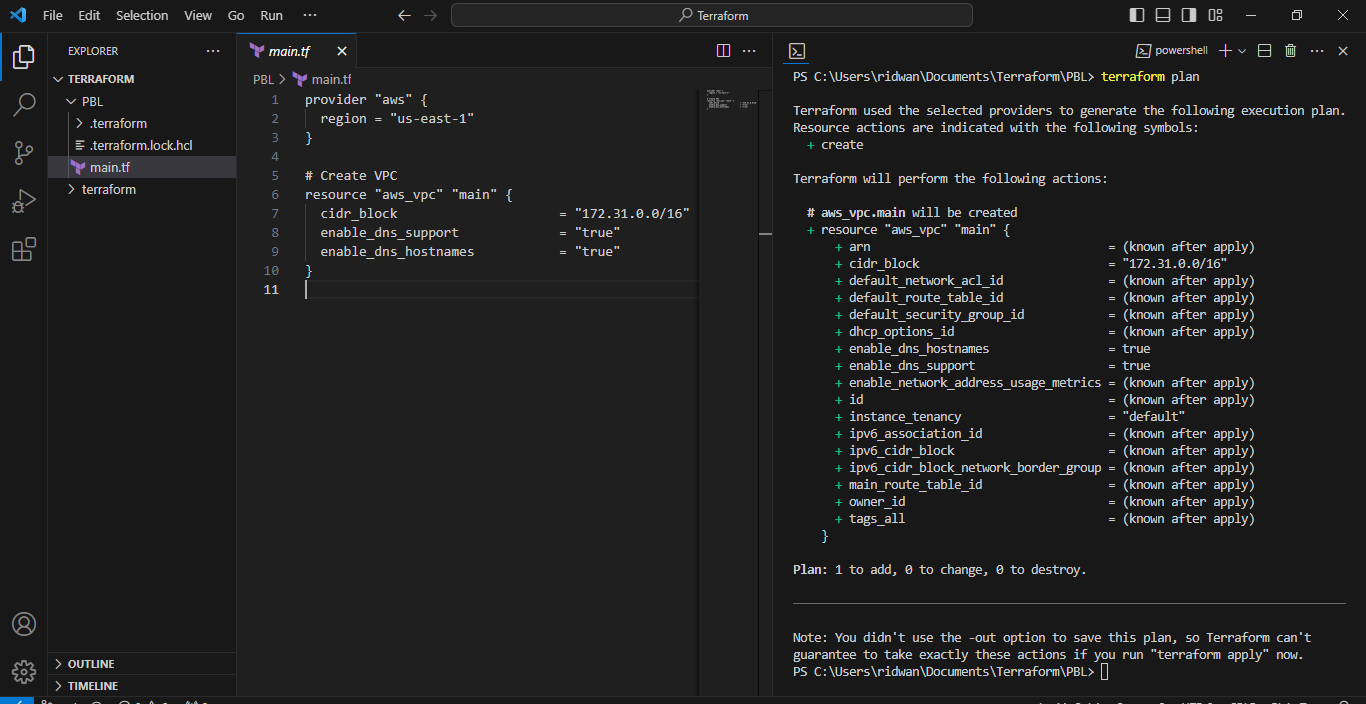 File Edit Selection View Go Run ··· Terraform
EXPLORER ···
TERRAFORM
PBL
.terraform
.terraform.lock.hcl
main.tf
terraform
OUTLINE
TIMELINE
main.tf
PBL > main.tf
1 provider "aws" {
2 region = "us-east-1"
3 }
4
5 # Create VPC
6 resource "aws_vpc" "main" {
7 cidr_block = "172.31.0.0/16"
8 enable_dns_support = "true"
9 enable_dns_hostnames = "true"
10 }
11
powershell
PS C:\Users\ridwan\Documents\Terraform\PBL> terraform plan
Terraform used the selected providers to generate the following execution plan.
Resource actions are indicated with the following symbols:
+ create
Terraform will perform the following actions:
# aws_vpc.main will be created
+ resource "aws_vpc" "main" {
+ arn = (known after apply)
+ cidr_block = "172.31.0.0/16"
+ default_network_acl_id = (known after apply)
+ default_route_table_id = (known after apply)
+ default_security_group_id = (known after apply)
+ dhcp_options_id = (known after apply)
+ enable_dns_hostnames = true
+ enable_dns_support = true
+ enable_network_address_usage_metrics = (known after apply)
+ id = (known after apply)
+ instance_tenancy = "default"
+ ipv6_association_id = (known after apply)
+ ipv6_cidr_block = (known after apply)
+ ipv6_cidr_block_network_border_group = (known after apply)
+ main_route_table_id = (known after apply)
+ owner_id = (known after apply)
+ tags_all = (known after apply)
}
Plan: 1 to add, 0 to change, 0 to destroy.
Note: You didn't use the -out option to save this plan, so Terraform can't
guarantee to take exactly these actions if you run "terraform apply" now.
PS C:\Users\ridwan\Documents\Terraform\PBL>